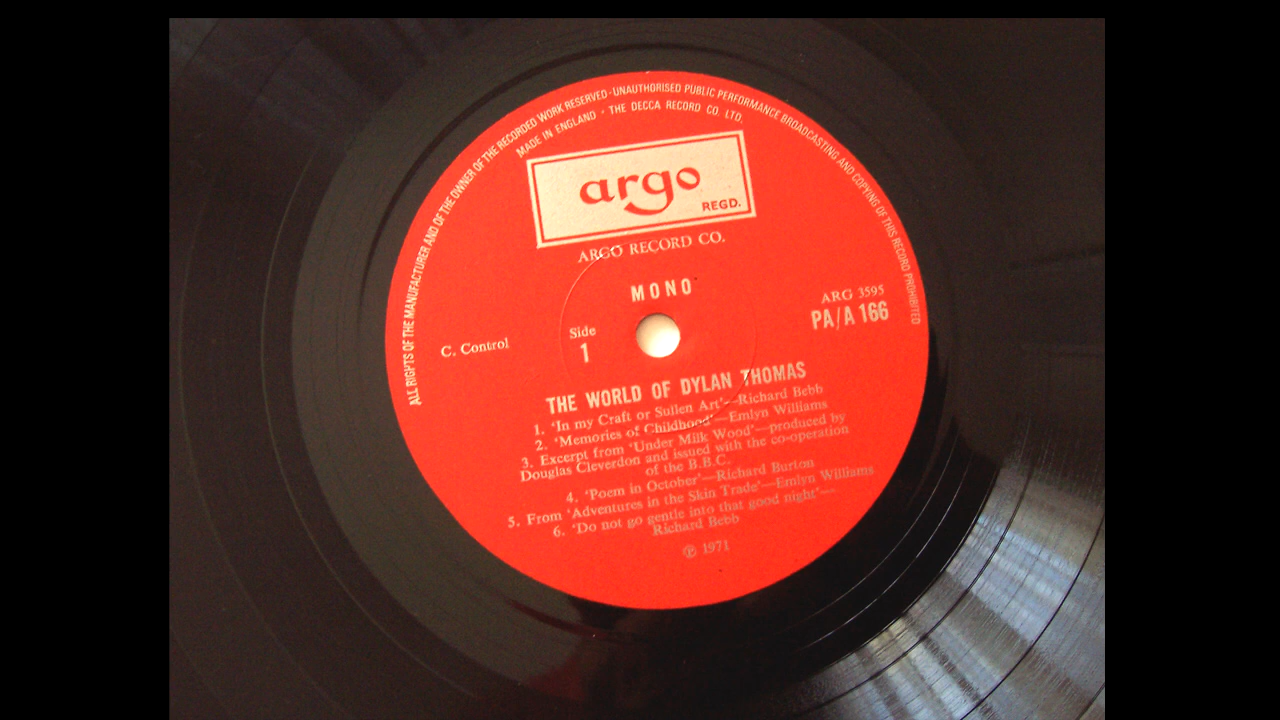 ALL RIGHTS OF THE MANUFACTURER AND OF THE OWNER OF THE RECORDED WORK RESERVED · UNAUTHORISED PUBLIC PERFORMANCE BROADCASTING AND COPYING OF THIS RECORD PROHIBITED
MADE IN ENGLAND · THE DECCA RECORD CO. LTD.
argo
REGD.
ARGO RECORD CO.
MONO
ARG 3595
PA/A 166
Side
1
C. Control
THE WORLD OF DYLAN THOMAS
1. ‘In my Craft or Sullen Art’—Richard Bebb
2. ‘Memories of Childhood’—Emlyn Williams
3. Excerpt from ‘Under Milk Wood’—produced by
Douglas Cleverdon and issued with the co-operation
of the B.B.C.
4. ‘Poem in October’—Richard Burton
5. From ‘Adventures in the Skin Trade’—Emlyn Williams
6. ‘Do not go gentle into that good night’—
Richard Bebb
℗ 1971